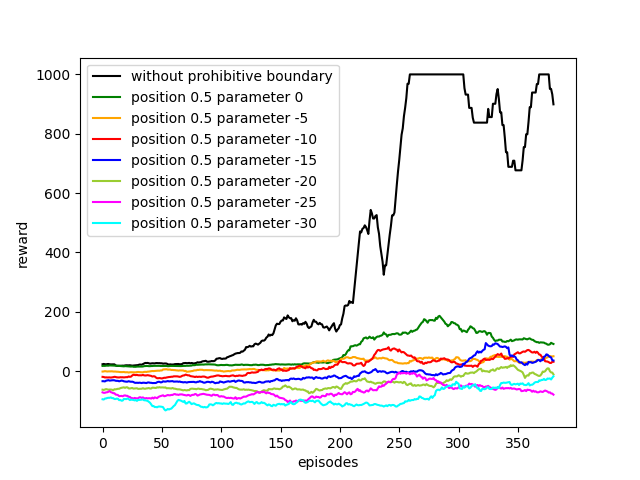 1000
800
600
400
200
0
reward
without prohibitive boundary
position 0.5 parameter 0
position 0.5 parameter -5
position 0.5 parameter -10
position 0.5 parameter -15
position 0.5 parameter -20
position 0.5 parameter -25
position 0.5 parameter -30
0 50 100 150 200 250 300 350
episodes